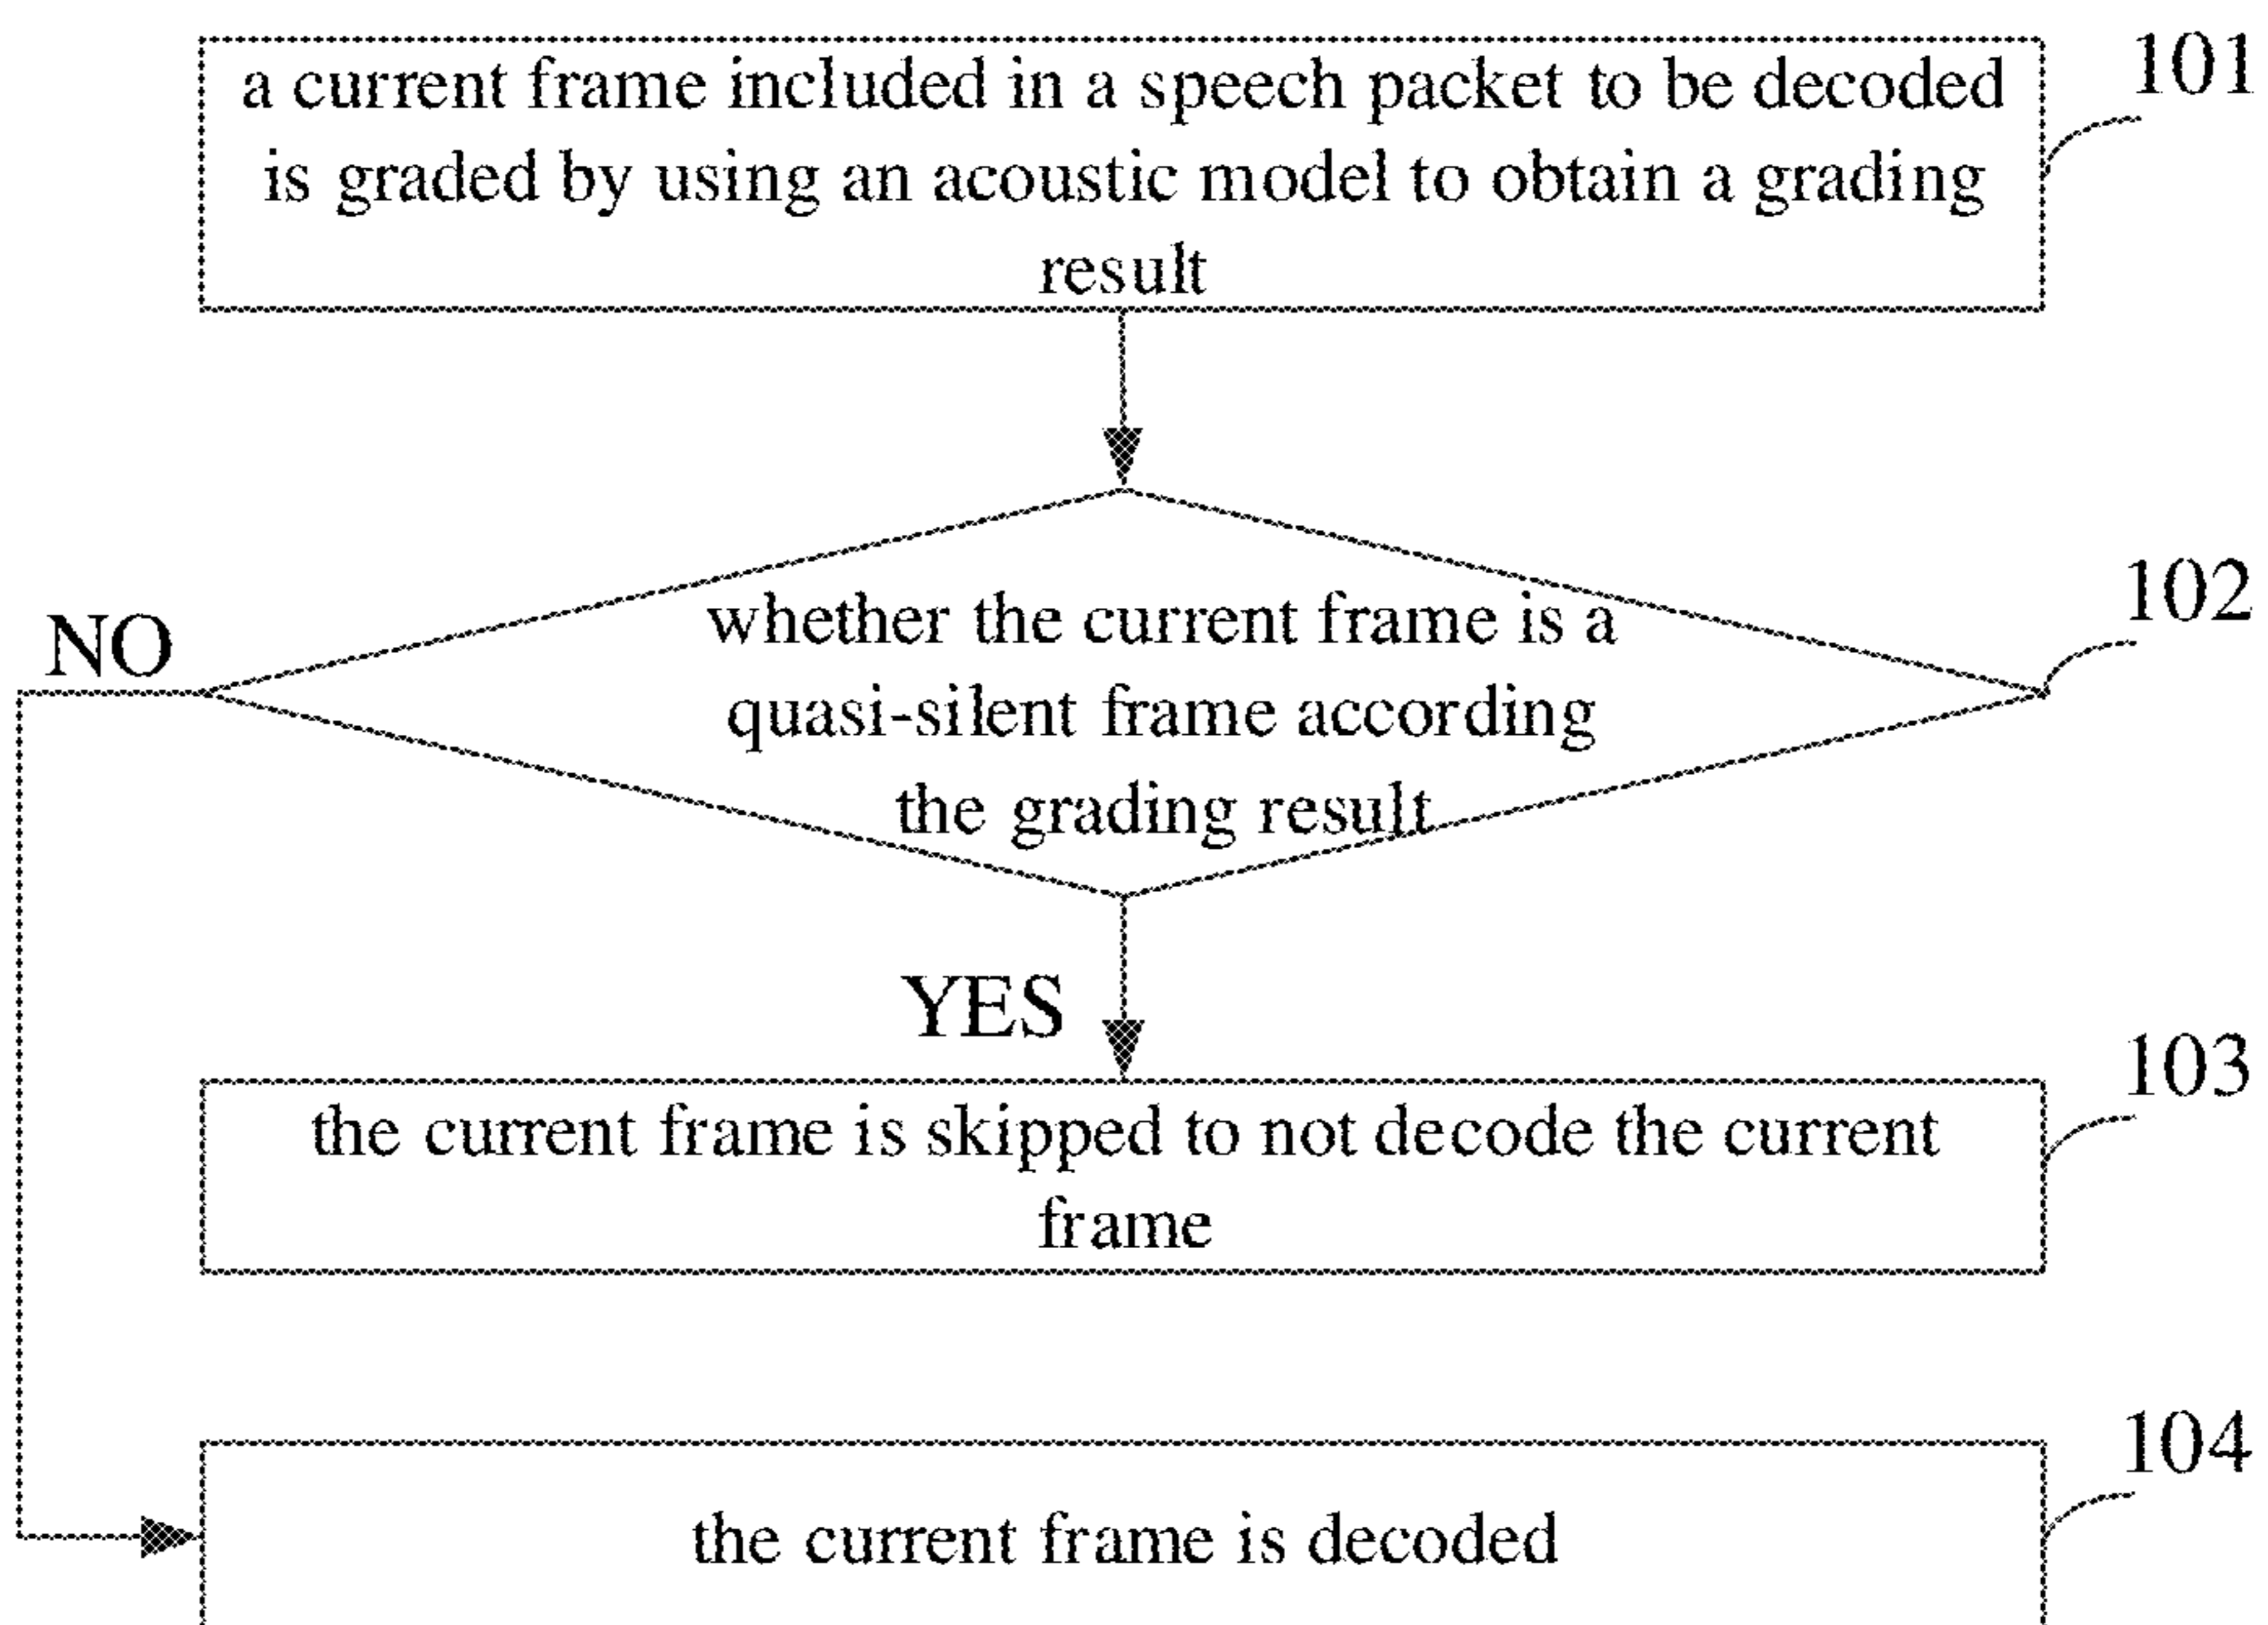 a current frame included in a speech packet to be decoded
is graded by using an acoustic model to obtain a grading
result
101
whether the current frame is a
quasi-silent frame according
the grading result
102
NO
YES
the current frame is skipped to not decode the current
frame
103
the current frame is decoded
104